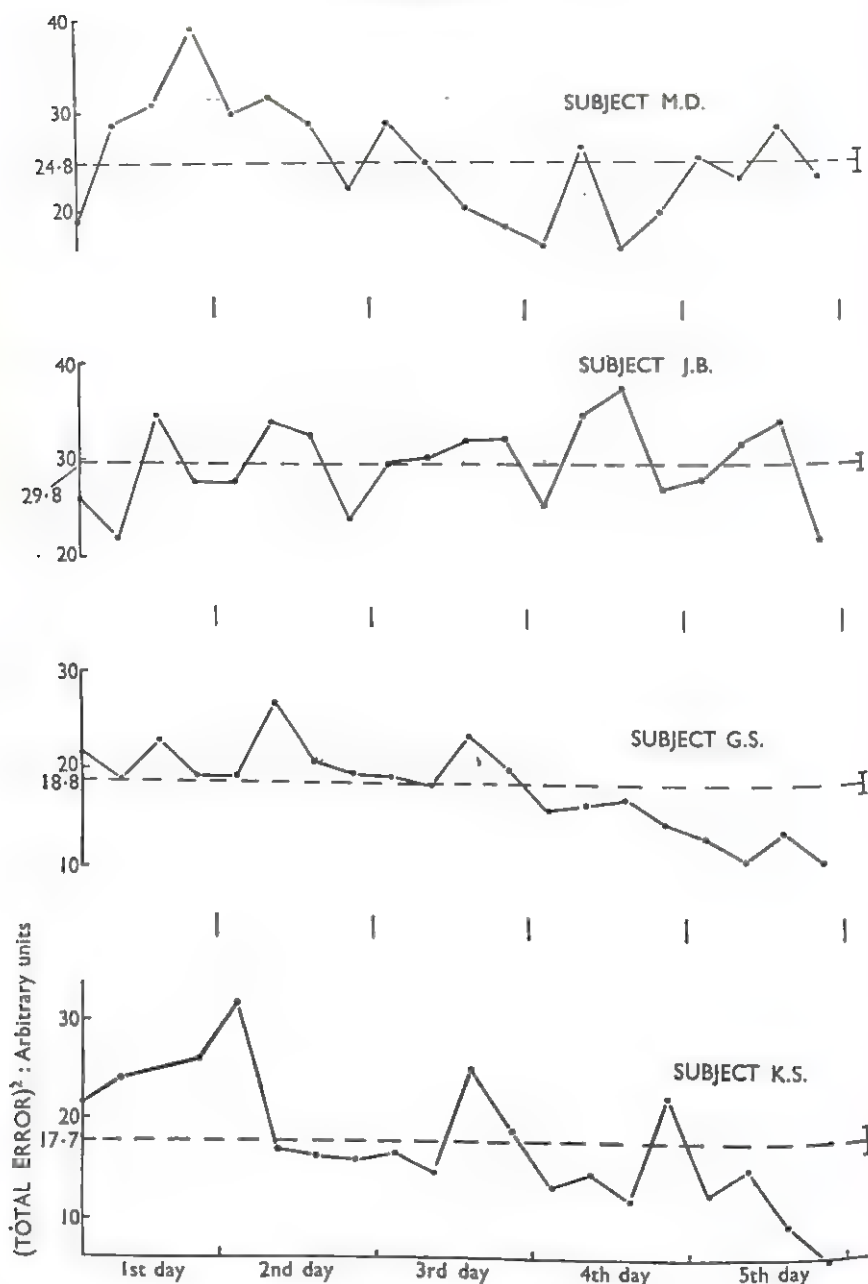 40
30
24·8
20
SUBJECT M.D.
40
30
29·8
20
SUBJECT J.B.
30
20
18·8
10
SUBJECT G.S.
30
20
17·7
10
SUBJECT K.S.
(TOTAL ERROR)² : Arbitrary units
1st day 2nd day 3rd day 4th day 5th day